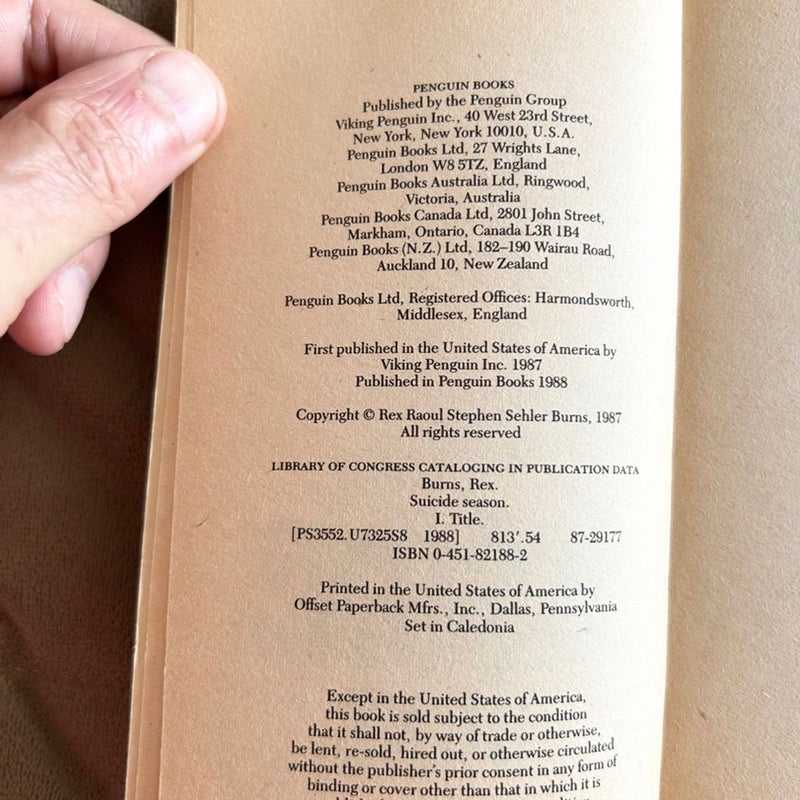 PENGUIN BOOKS
Published by the Penguin Group
Viking Penguin Inc., 40 West 23rd Street,
New York, New York 10010, U.S.A.
Penguin Books Ltd, 27 Wrights Lane,
London W8 5TZ, England
Penguin Books Australia Ltd, Ringwood,
Victoria, Australia
Penguin Books Canada Ltd, 2801 John Street,
Markham, Ontario, Canada L3R 1B4
Penguin Books (N.Z.) Ltd, 182–190 Wairau Road,
Auckland 10, New Zealand
Penguin Books Ltd, Registered Offices: Harmondsworth,
Middlesex, England
First published in the United States of America by
Viking Penguin Inc. 1987
Published in Penguin Books 1988
Copyright © Rex Raoul Stephen Sehler Burns, 1987
All rights reserved
LIBRARY OF CONGRESS CATALOGING IN PUBLICATION DATA
Burns, Rex.
Suicide season.
I. Title.
[PS3552.U7325S8 1988] 813'.54 87-29177
ISBN 0-451-82188-2
Printed in the United States of America by
Offset Paperback Mfrs., Inc., Dallas, Pennsylvania
Set in Caledonia
Except in the United States of America,
this book is sold subject to the condition
that it shall not, by way of trade or otherwise,
be lent, re-sold, hired out, or otherwise circulated
without the publisher's prior consent in any form of
binding or cover other than that in which it is